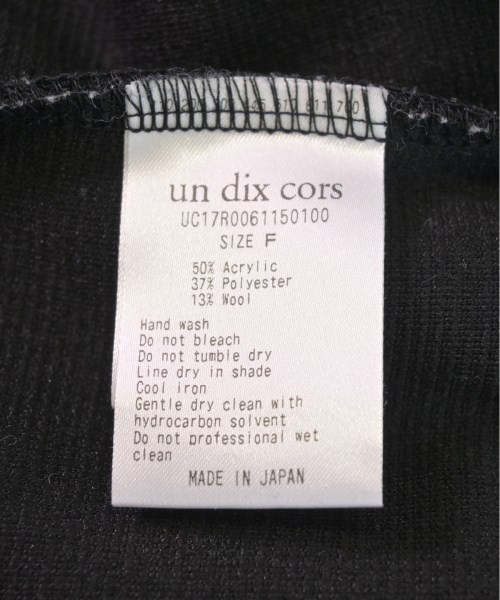 un dix cors
UC17R0061150100
SIZE F
50% Acrylic
37% Polyester
13% Wool
Hand wash
Do not bleach
Do not tumble dry
Line dry in shade
Cool iron
Gentle dry clean with
hydrocarbon solvent
Do not professional wet
clean
MADE IN JAPAN